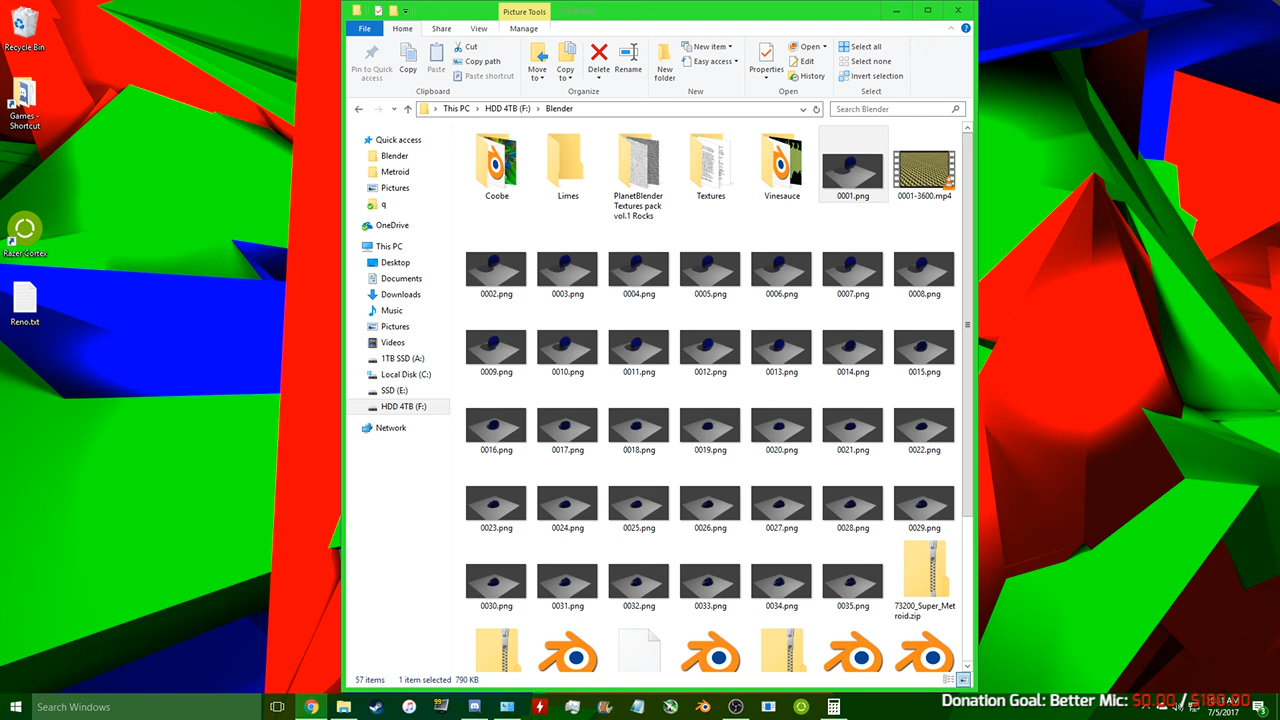 Recycle Bin
Games - Shortcut
Razer Cortex
Reno.txt
Picture Tools
File
Home
Share
View
Manage
Pin to Quick access
Copy
Paste
Cut
Copy path
Paste shortcut
Clipboard
Move to
Copy to
Delete
Rename
Organize
New folder
New item
Easy access
New
Properties
Open
Edit
History
Open
Select all
Select none
Invert selection
Select
This PC > HDD 4TB (F:) > Blender
Search Blender
Quick access
Blender
Metroid
Pictures
q
OneDrive
This PC
Desktop
Documents
Downloads
Music
Pictures
Videos
1TB SSD (A:)
Local Disk (C:)
SSD (E:)
HDD 4TB (F:)
Network
Coobe
Limes
PlanetBlender Textures pack vol.1 Rocks
Textures
Vinesauce
0001.png
0001-3600.mp4
0002.png
0003.png
0004.png
0005.png
0006.png
0007.png
0008.png
0009.png
0010.png
0011.png
0012.png
0013.png
0014.png
0015.png
0016.png
0017.png
0018.png
0019.png
0020.png
0021.png
0022.png
0023.png
0024.png
0025.png
0026.png
0027.png
0028.png
0029.png
0030.png
0031.png
0032.png
0033.png
0034.png
0035.png
73200_Super_Metroid.zip
57 items
1 item selected 790 KB
Search Windows
Donation Goal: Better Mic: $0.00 / $180.00
7/5/2017